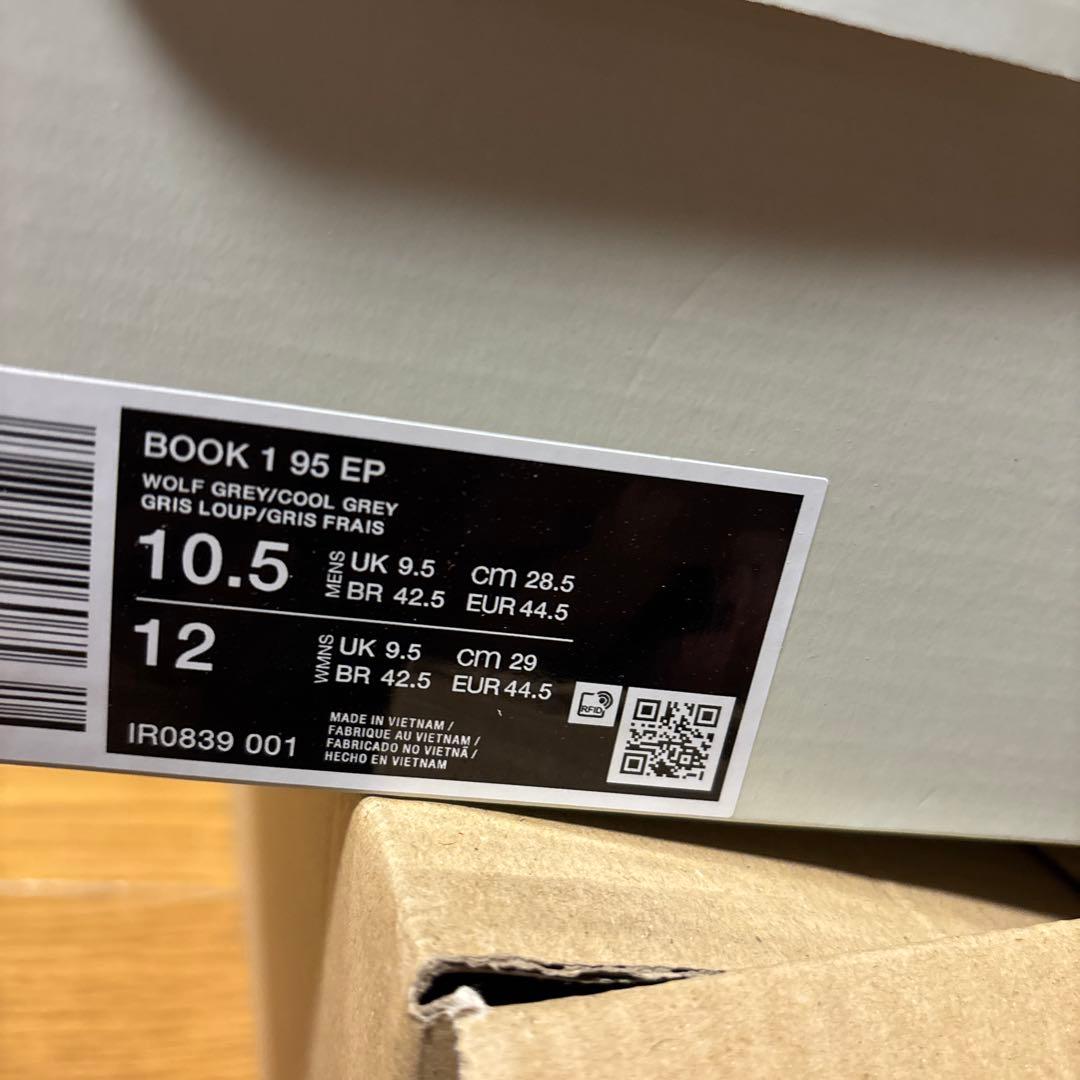 BOOK 1 95 EP
WOLF GREY/COOL GREY
GRIS LOUP/GRIS FRAIS
10.5 MENS UK 9.5 cm 28.5
BR 42.5 EUR 44.5
12 WMNS UK 9.5 cm 29
BR 42.5 EUR 44.5
RFID
IR0839 001
MADE IN VIETNAM /
FABRIQUE AU VIETNAM /
FABRICADO NO VIETNÃ /
HECHO EN VIETNAM